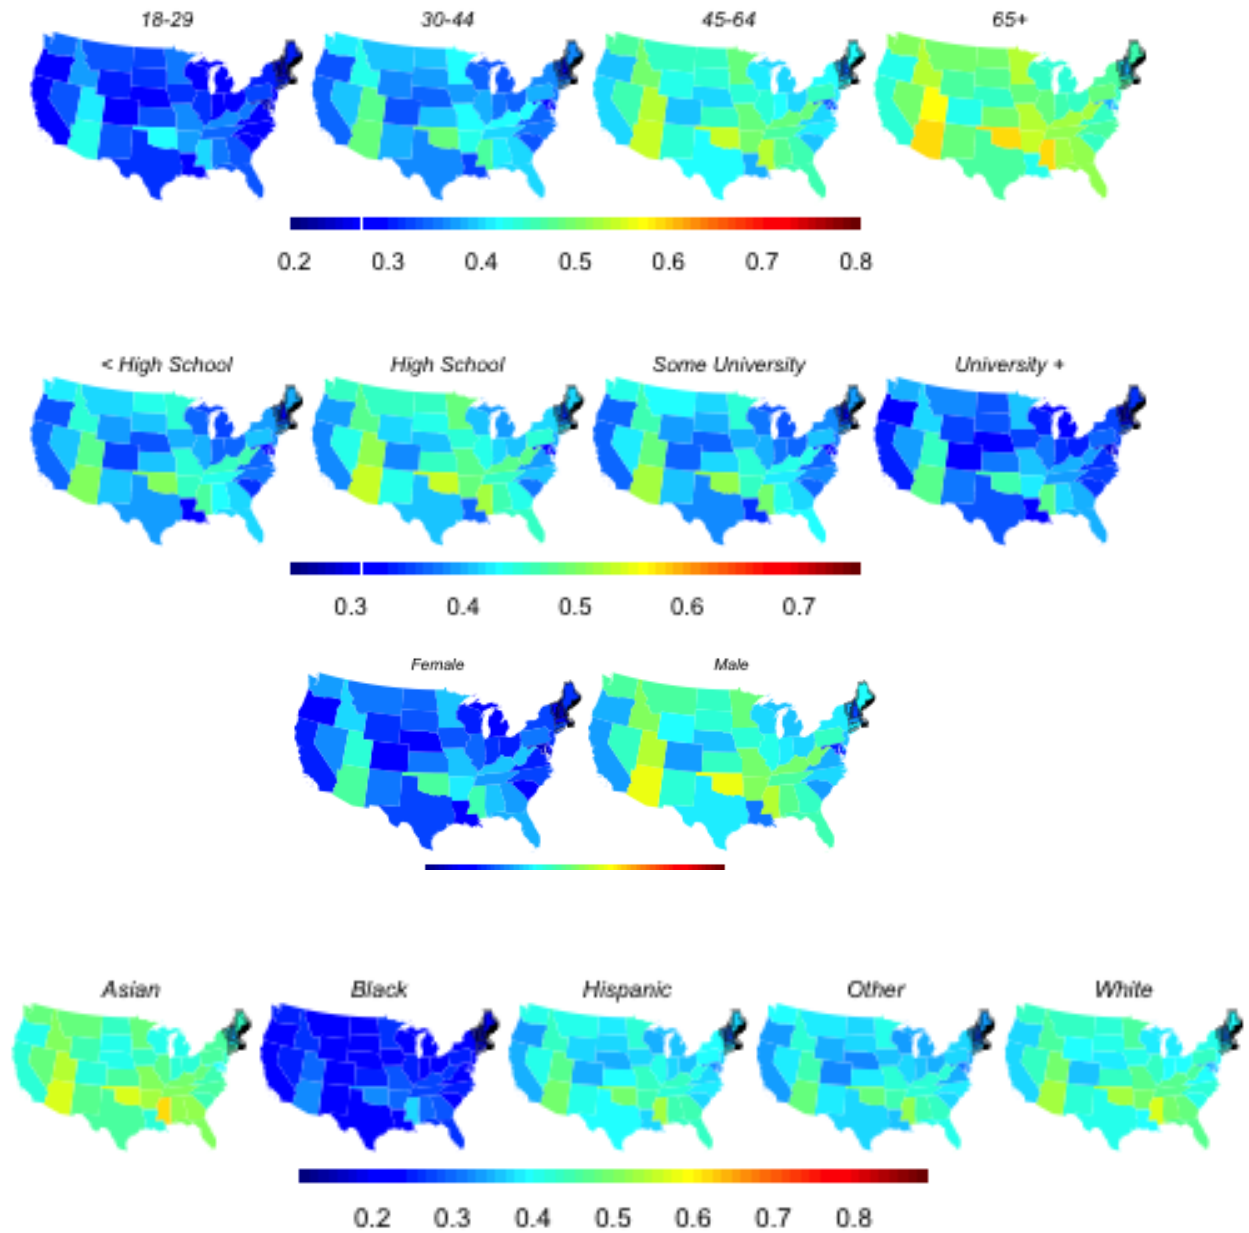 18-29 30-44 45-64 65+
0.2 0.3 0.4 0.5 0.6 0.7 0.8
< High School High School Some University University +
0.3 0.4 0.5 0.6 0.7
Female Male
Asian Black Hispanic Other White
0.2 0.3 0.4 0.5 0.6 0.7 0.8